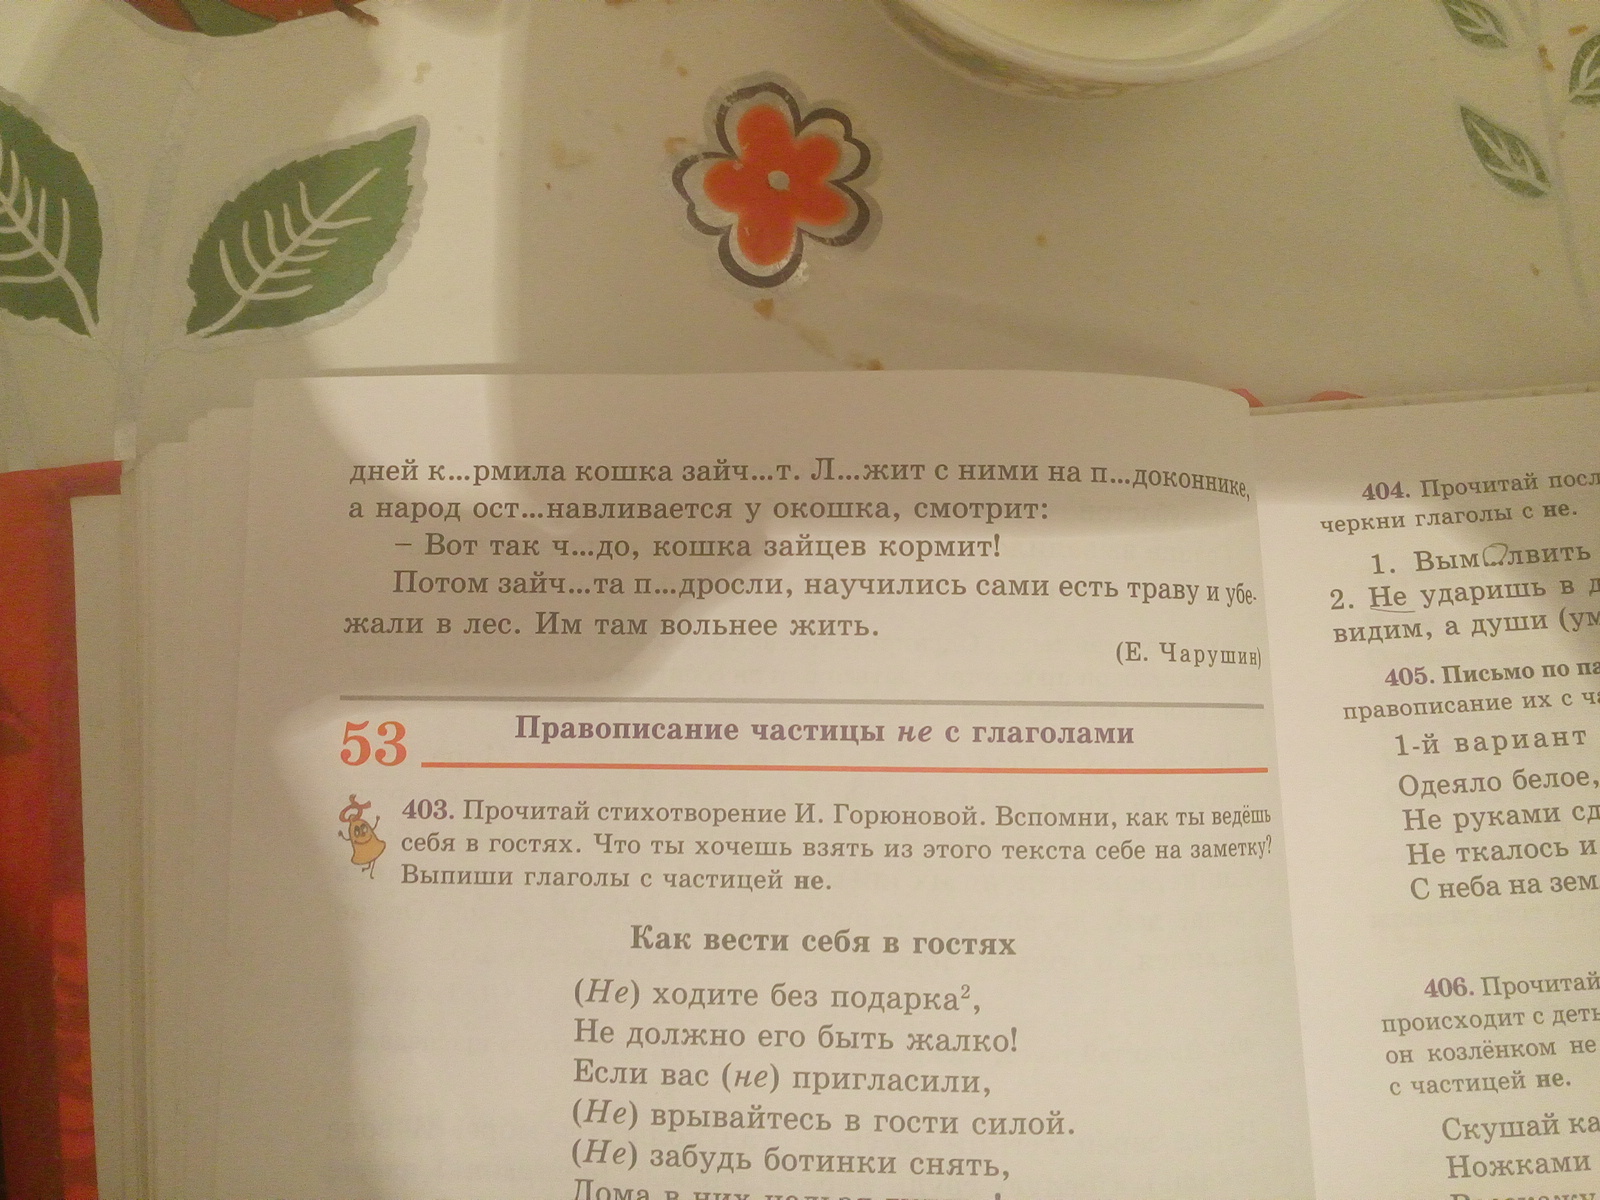 дней к...рмила кошка зайч...т. Л...жит с ними на п...доконнике,
а народ ост...навливается у окошка, смотрит:
– Вот так ч...до, кошка зайцев кормит!
Потом зайч...та п...дросли, научились сами есть траву и убе-
жали в лес. Им там вольнее жить.
(Е. Чарушин)
53
Правописание частицы не с глаголами
403. Прочитай стихотворение И. Горюновой. Вспомни, как ты ведёшь
себя в гостях. Что ты хочешь взять из этого текста себе на заметку?
Выпиши глаголы с частицей не.
Как вести себя в гостях
(Не) ходите без подарка²,
Не должно его быть жалко!
Если вас (не) пригласили,
(Не) врывайтесь в гости силой.
(Не) забудь ботинки снять,
Дома в них нельзя
404. Прочитай
черкни глаголы с не.
1. Вымолвить
2. Не ударишь в
видим, а души
405. Письмо по
правописание их с
1-й вариант
Одеяло белое,
Не руками
Не ткалось и
С неба на
406. Прочитай
происходит с
он козлёнком не
с частицей не.
Скушай
Ножками